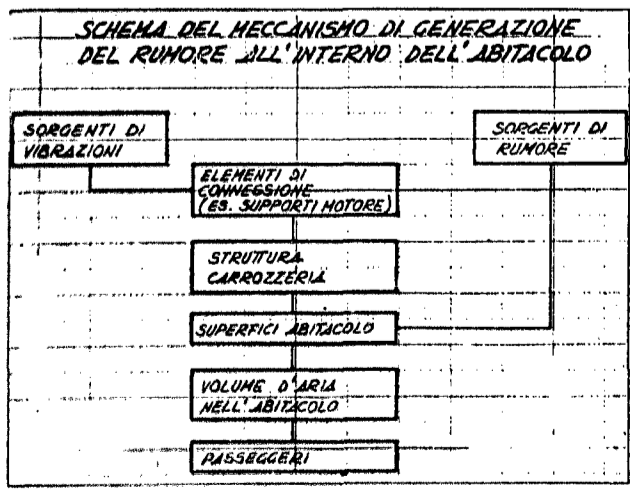 SCHEMA DEL MECCANISMO DI GENERAZIONE
DEL RUMORE ALL'INTERNO DELL'ABITACOLO
SORGENTI DI
VIBRAZIONI
SORGENTI DI
RUMORE
ELEMENTI DI
CONNESSIONE
(ES. SUPPORTI MOTORE)
STRUTTURA
CARROZZERIA
SUPERFICI ABITACOLO
VOLUME D'ARIA
NELL'ABITACOLO
PASSEGGERI